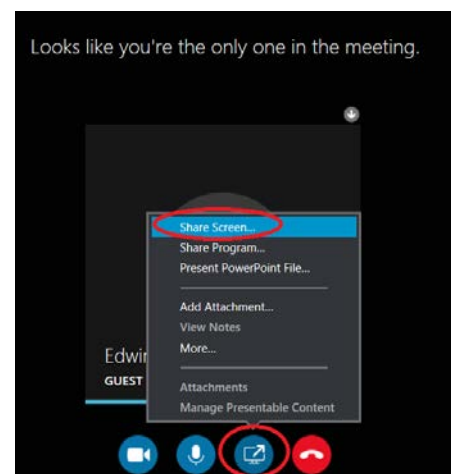 Looks like you're the only one in the meeting.
Share Screen...
Share Program...
Present PowerPoint File...
Add Attachment...
View Notes
More...
Edwi
GUEST
Attachments
Manage Presentable Content